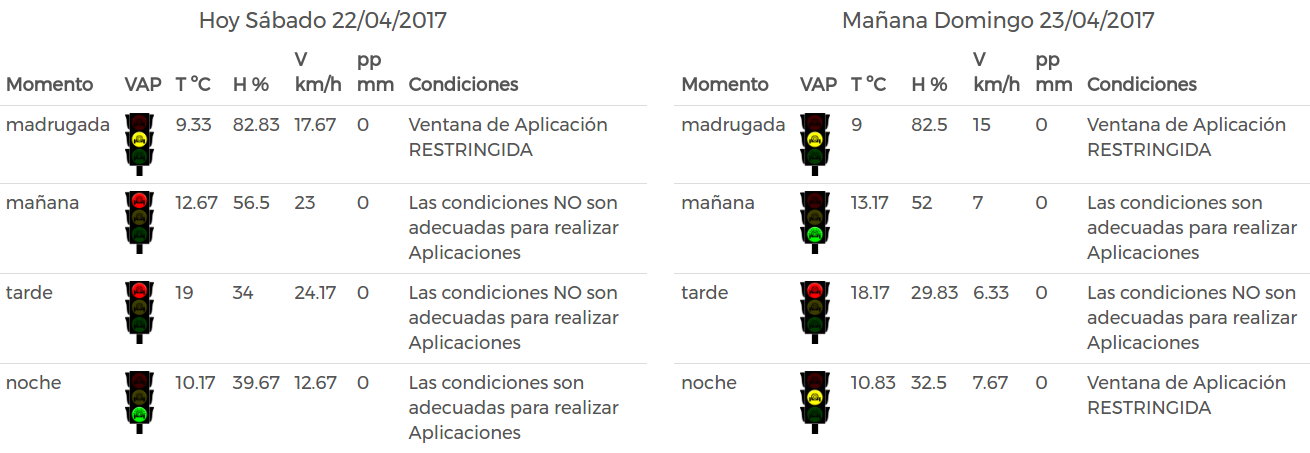 Hoy Sábado 22/04/2017
Momento VAP T ºC H % V km/h pp mm Condiciones
madrugada 9.33 82.83 17.67 0 Ventana de Aplicación
RESTRINGIDA
mañana 12.67 56.5 23 0 Las condiciones NO son
adecuadas para realizar
Aplicaciones
tarde 19 34 24.17 0 Las condiciones NO son
adecuadas para realizar
Aplicaciones
noche 10.17 39.67 12.67 0 Las condiciones son
adecuadas para realizar
Aplicaciones
Mañana Domingo 23/04/2017
Momento VAP T ºC H % V km/h pp mm Condiciones
madrugada 9 82.5 15 0 Ventana de Aplicación
RESTRINGIDA
mañana 13.17 52 7 0 Las condiciones son
adecuadas para realizar
Aplicaciones
tarde 18.17 29.83 6.33 0 Las condiciones NO son
adecuadas para realizar
Aplicaciones
noche 10.83 32.5 7.67 0 Ventana de Aplicación
RESTRINGIDA